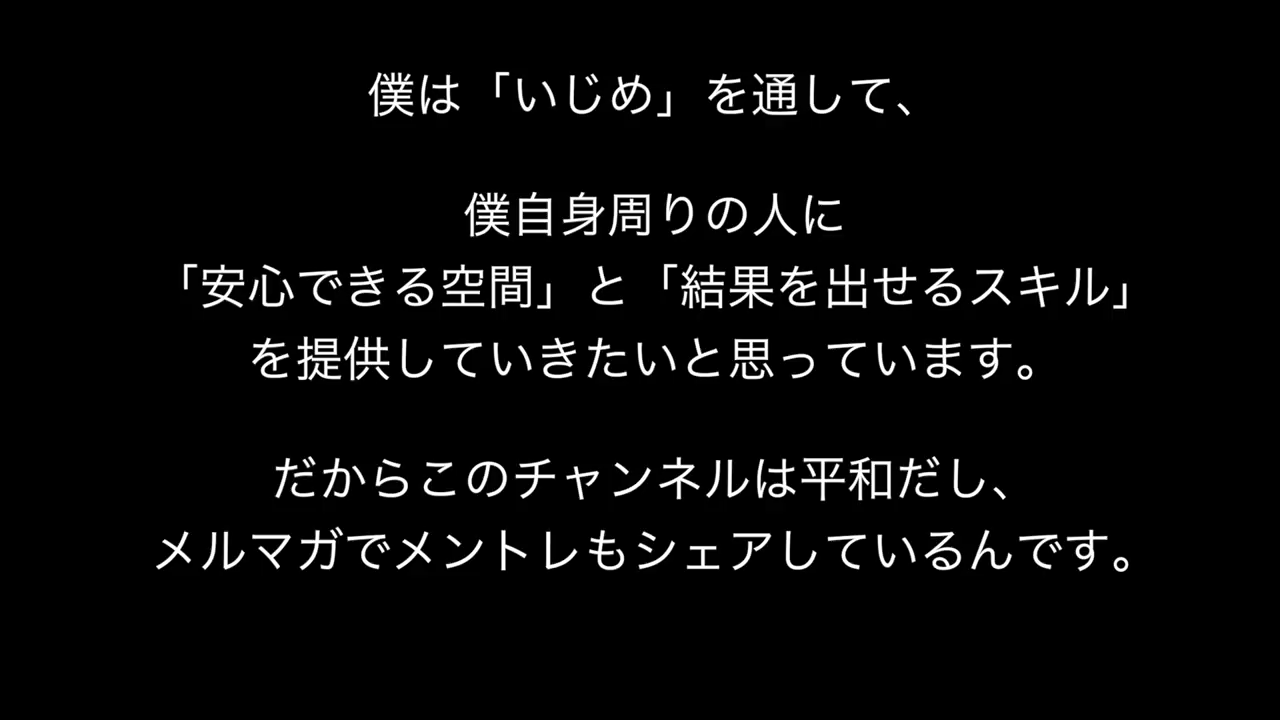 僕は「いじめ」を通して、
僕自身周りの人に
「安心できる空間」と「結果を出せるスキル」
を提供していきたいと思っています。
だからこのチャンネルは平和だし、
メルマガでメントレもシェアしているんです。